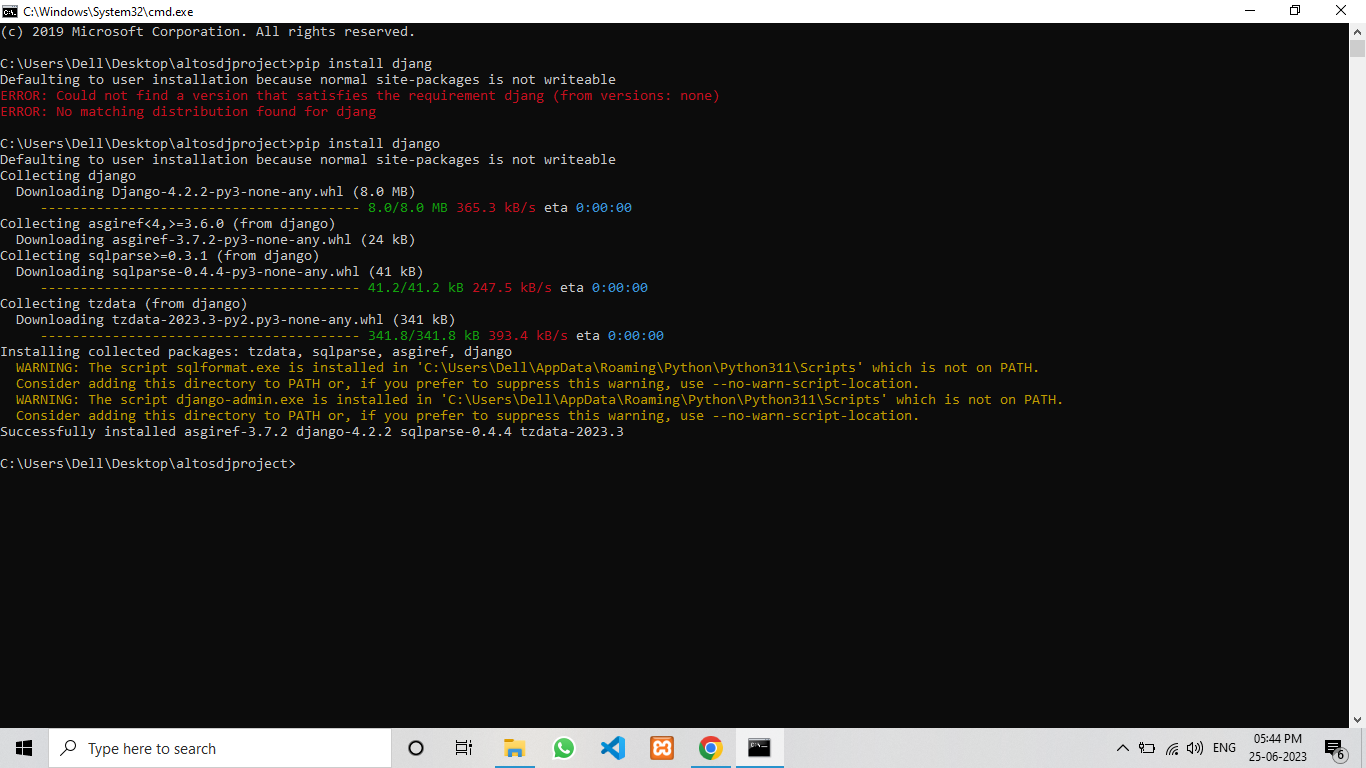 C:\Windows\System32\cmd.exe
(c) 2019 Microsoft Corporation. All rights reserved.
C:\Users\Dell\Desktop\altosdjproject>pip install djang
Defaulting to user installation because normal site-packages is not writeable
ERROR: Could not find a version that satisfies the requirement djang (from versions: none)
ERROR: No matching distribution found for djang
C:\Users\Dell\Desktop\altosdjproject>pip install django
Defaulting to user installation because normal site-packages is not writeable
Collecting django
  Downloading Django-4.2.2-py3-none-any.whl (8.0 MB)
     ---------------------------------------- 8.0/8.0 MB 365.3 kB/s eta 0:00:00
Collecting asgiref<4,>=3.6.0 (from django)
  Downloading asgiref-3.7.2-py3-none-any.whl (24 kB)
Collecting sqlparse>=0.3.1 (from django)
  Downloading sqlparse-0.4.4-py3-none-any.whl (41 kB)
     ---------------------------------------- 41.2/41.2 kB 247.5 kB/s eta 0:00:00
Collecting tzdata (from django)
  Downloading tzdata-2023.3-py2.py3-none-any.whl (341 kB)
     ---------------------------------------- 341.8/341.8 kB 393.4 kB/s eta 0:00:00
Installing collected packages: tzdata, sqlparse, asgiref, django
  WARNING: The script sqlformat.exe is installed in 'C:\Users\Dell\AppData\Roaming\Python\Python311\Scripts' which is not on PATH.
  Consider adding this directory to PATH or, if you prefer to suppress this warning, use --no-warn-script-location.
  WARNING: The script django-admin.exe is installed in 'C:\Users\Dell\AppData\Roaming\Python\Python311\Scripts' which is not on PATH.
  Consider adding this directory to PATH or, if you prefer to suppress this warning, use --no-warn-script-location.
Successfully installed asgiref-3.7.2 django-4.2.2 sqlparse-0.4.4 tzdata-2023.3
C:\Users\Dell\Desktop\altosdjproject>
Type here to search
ENG
05:44 PM
25-06-2023
6